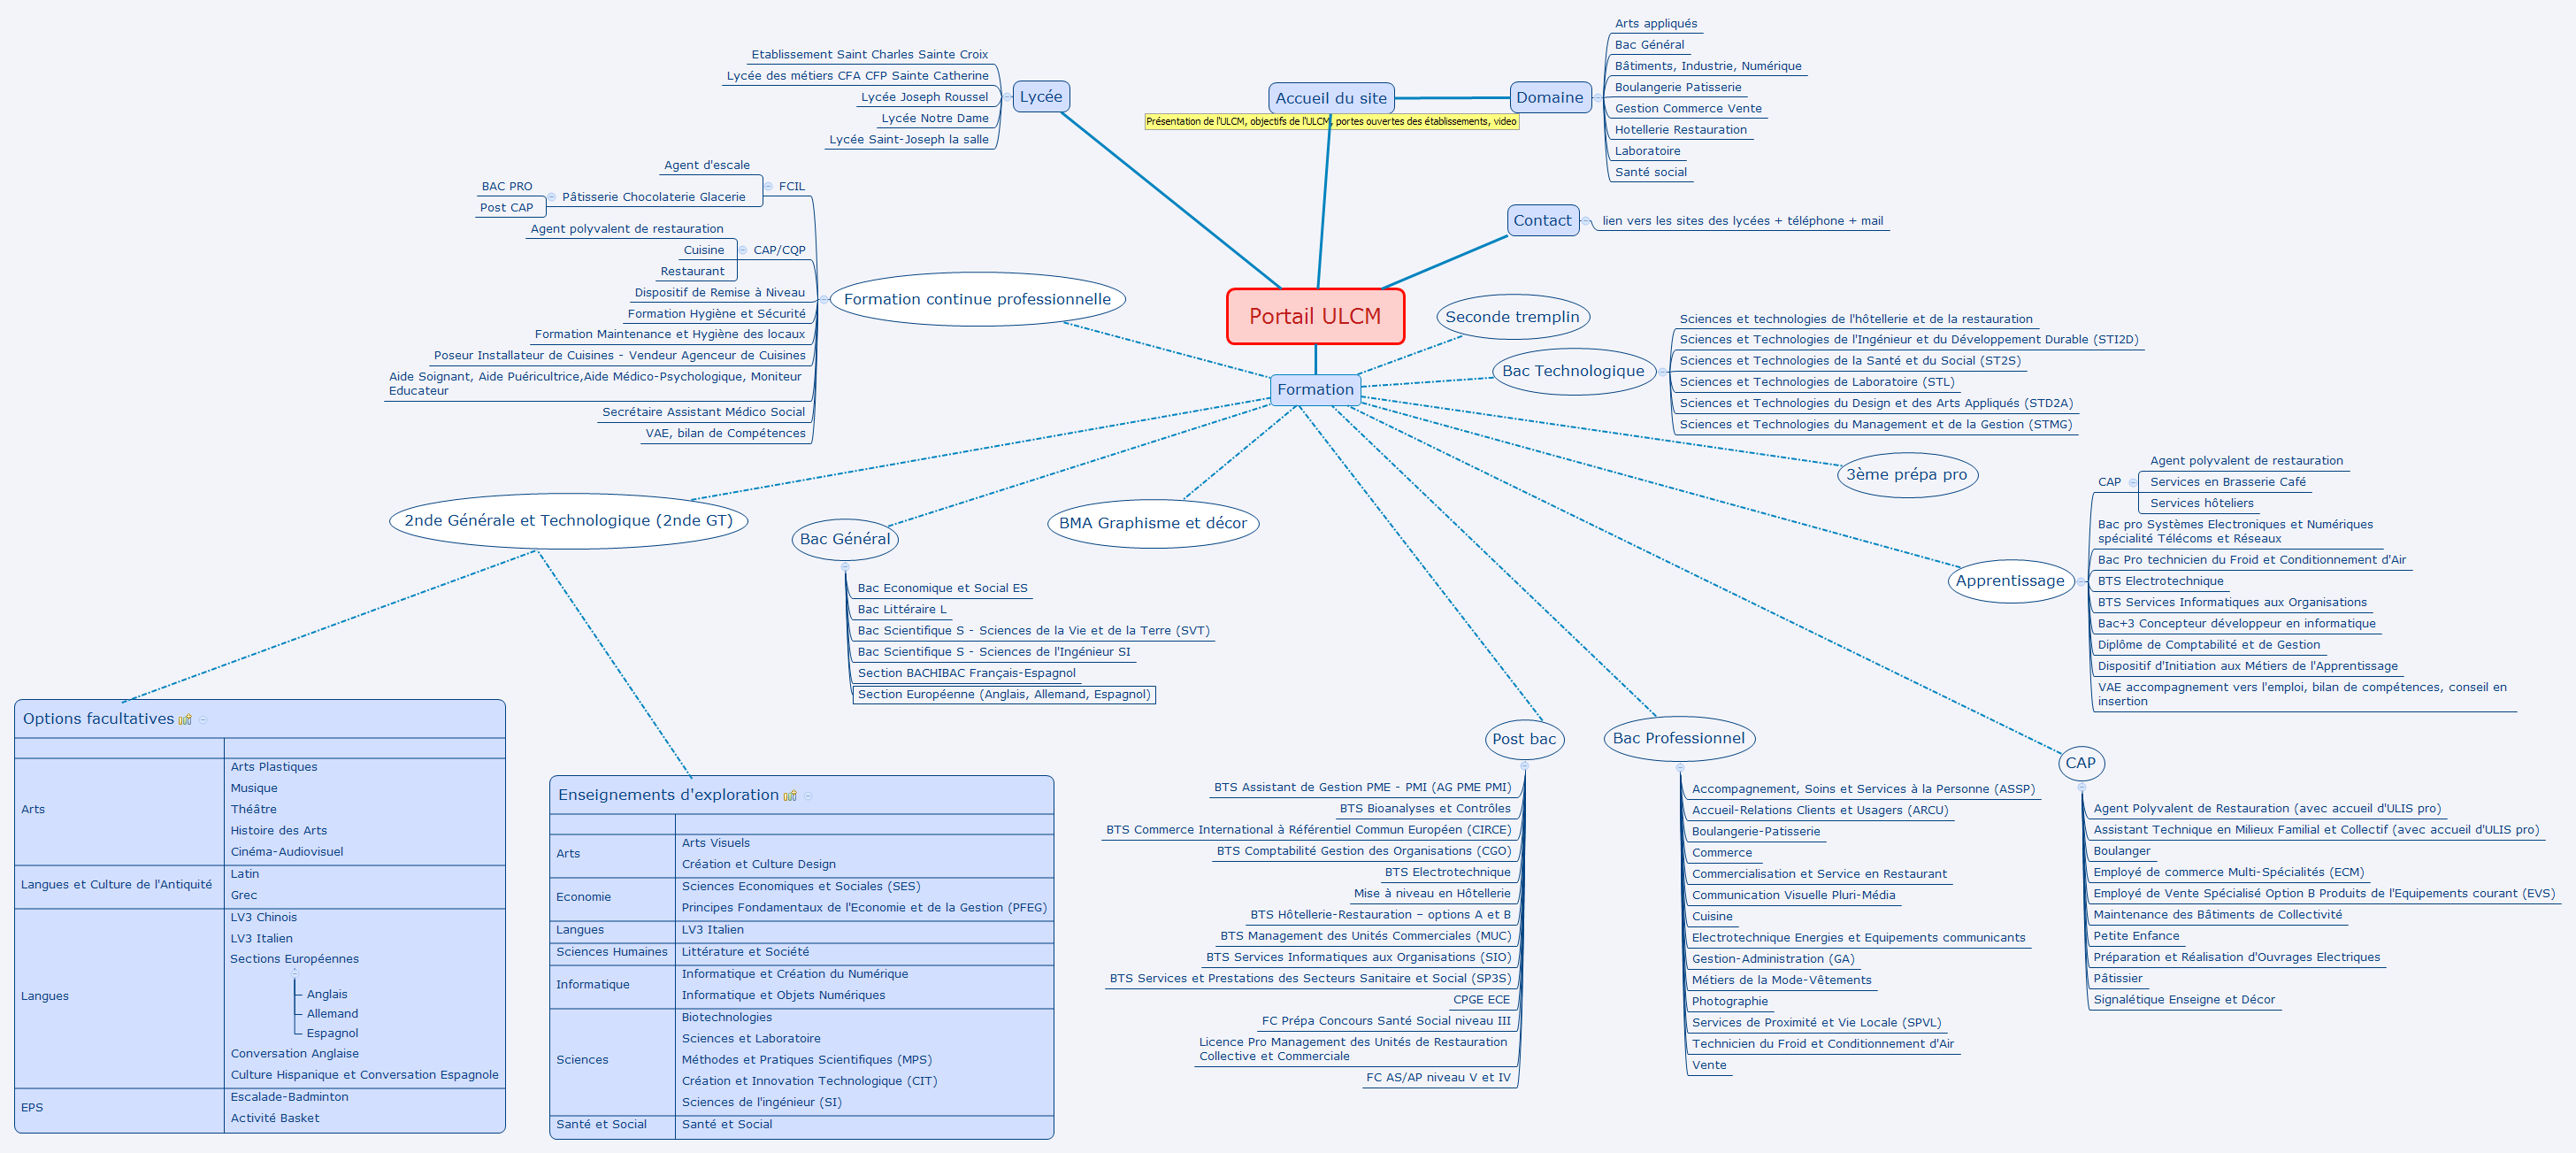 Portail ULCM
Accueil du site
Présentation de l'ULCM, objectifs de l'ULCM, portes ouvertes des établissements, video
Domaine
Arts appliqués
Bac Général
Bâtiments, Industrie, Numérique
Boulangerie Patisserie
Gestion Commerce Vente
Hotellerie Restauration
Laboratoire
Santé social
Contact
lien vers les sites des lycées + téléphone + mail
Lycée
Etablissement Saint Charles Sainte Croix
Lycée des métiers CFA CFP Sainte Catherine
Lycée Joseph Roussel
Lycée Notre Dame
Lycée Saint-Joseph la salle
Formation
Formation continue professionnelle
FCIL
Agent d'escale
Pâtisserie Chocolaterie Glacerie
BAC PRO
Post CAP
CAP/CQP
Agent polyvalent de restauration
Cuisine
Restaurant
Dispositif de Remise à Niveau
Formation Hygiène et Sécurité
Formation Maintenance et Hygiène des locaux
Poseur Installateur de Cuisines - Vendeur Agenceur de Cuisines
Aide Soignant, Aide Puéricultrice,Aide Médico-Psychologique, Moniteur
Educateur
Secrétaire Assistant Médico Social
VAE, bilan de Compétences
Seconde tremplin
Bac Technologique
Sciences et technologies de l'hôtellerie et de la restauration
Sciences et Technologies de l'Ingénieur et du Développement Durable (STI2D)
Sciences et Technologies de la Santé et du Social (ST2S)
Sciences et Technologies de Laboratoire (STL)
Sciences et Technologies du Design et des Arts Appliqués (STD2A)
Sciences et Technologies du Management et de la Gestion (STMG)
3ème prépa pro
Apprentissage
CAP
Agent polyvalent de restauration
Services en Brasserie Café
Services hôteliers
Bac pro Systèmes Electroniques et Numériques
spécialité Télécoms et Réseaux
Bac Pro technicien du Froid et Conditionnement d'Air
BTS Electrotechnique
BTS Services Informatiques aux Organisations
Bac+3 Concepteur développeur en informatique
Diplôme de Comptabilité et de Gestion
Dispositif d'Initiation aux Métiers de l'Apprentissage
VAE accompagnement vers l'emploi, bilan de compétences, conseil en
insertion
2nde Générale et Technologique (2nde GT)
Options facultatives
Arts
Arts Plastiques
Musique
Théâtre
Histoire des Arts
Cinéma-Audiovisuel
Langues et Culture de l'Antiquité
Latin
Grec
Langues
LV3 Chinois
LV3 Italien
Sections Européennes
Anglais
Allemand
Espagnol
Conversation Anglaise
Culture Hispanique et Conversation Espagnole
EPS
Escalade-Badminton
Activité Basket
Enseignements d'exploration
Arts
Arts Visuels
Création et Culture Design
Economie
Sciences Economiques et Sociales (SES)
Principes Fondamentaux de l'Economie et de la Gestion (PFEG)
Langues
LV3 Italien
Sciences Humaines
Littérature et Société
Informatique
Informatique et Création du Numérique
Informatique et Objets Numériques
Sciences
Biotechnologies
Sciences et Laboratoire
Méthodes et Pratiques Scientifiques (MPS)
Création et Innovation Technologique (CIT)
Sciences de l'ingénieur (SI)
Santé et Social
Santé et Social
Bac Général
Bac Economique et Social ES
Bac Littéraire L
Bac Scientifique S - Sciences de la Vie et de la Terre (SVT)
Bac Scientifique S - Sciences de l'Ingénieur SI
Section BACHIBAC Français-Espagnol
Section Européenne (Anglais, Allemand, Espagnol)
BMA Graphisme et décor
Post bac
BTS Assistant de Gestion PME - PMI (AG PME PMI)
BTS Bioanalyses et Contrôles
BTS Commerce International à Référentiel Commun Européen (CIRCE)
BTS Comptabilité Gestion des Organisations (CGO)
BTS Electrotechnique
Mise à niveau en Hôtellerie
BTS Hôtellerie-Restauration – options A et B
BTS Management des Unités Commerciales (MUC)
BTS Services Informatiques aux Organisations (SIO)
BTS Services et Prestations des Secteurs Sanitaire et Social (SP3S)
CPGE ECE
FC Prépa Concours Santé Social niveau III
Licence Pro Management des Unités de Restauration
Collective et Commerciale
FC AS/AP niveau V et IV
Bac Professionnel
Accompagnement, Soins et Services à la Personne (ASSP)
Accueil-Relations Clients et Usagers (ARCU)
Boulangerie-Patisserie
Commerce
Commercialisation et Service en Restaurant
Communication Visuelle Pluri-Média
Cuisine
Electrotechnique Energies et Equipements communicants
Gestion-Administration (GA)
Métiers de la Mode-Vêtements
Photographie
Services de Proximité et Vie Locale (SPVL)
Technicien du Froid et Conditionnement d'Air
Vente
CAP
Agent Polyvalent de Restauration (avec accueil d'ULIS pro)
Assistant Technique en Milieux Familial et Collectif (avec accueil d'ULIS pro)
Boulanger
Employé de commerce Multi-Spécialités (ECM)
Employé de Vente Spécialisé Option B Produits de l'Equipements courant (EVS)
Maintenance des Bâtiments de Collectivité
Petite Enfance
Préparation et Réalisation d'Ouvrages Electriques
Pâtissier
Signalétique Enseigne et Décor